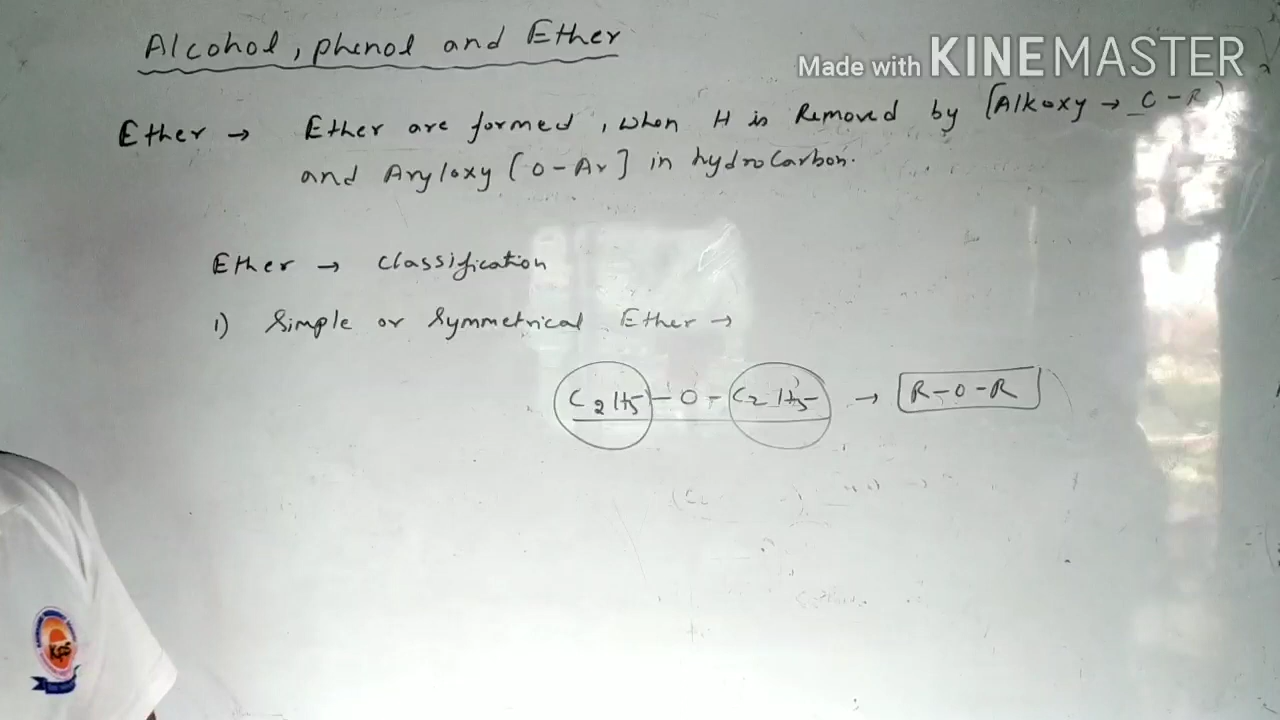 Alcohol, phenol and Ether
Made with KINEMASTER
Ether → Ether are formed, when H is Removed by (Alkoxy → O-R)
and Aryloxy [O-Ar] in hydrocarbon.
Ether → classification
1) Simple or Symmetrical Ether →
C2H5 - O - C2H5 → R-O-R
KPS